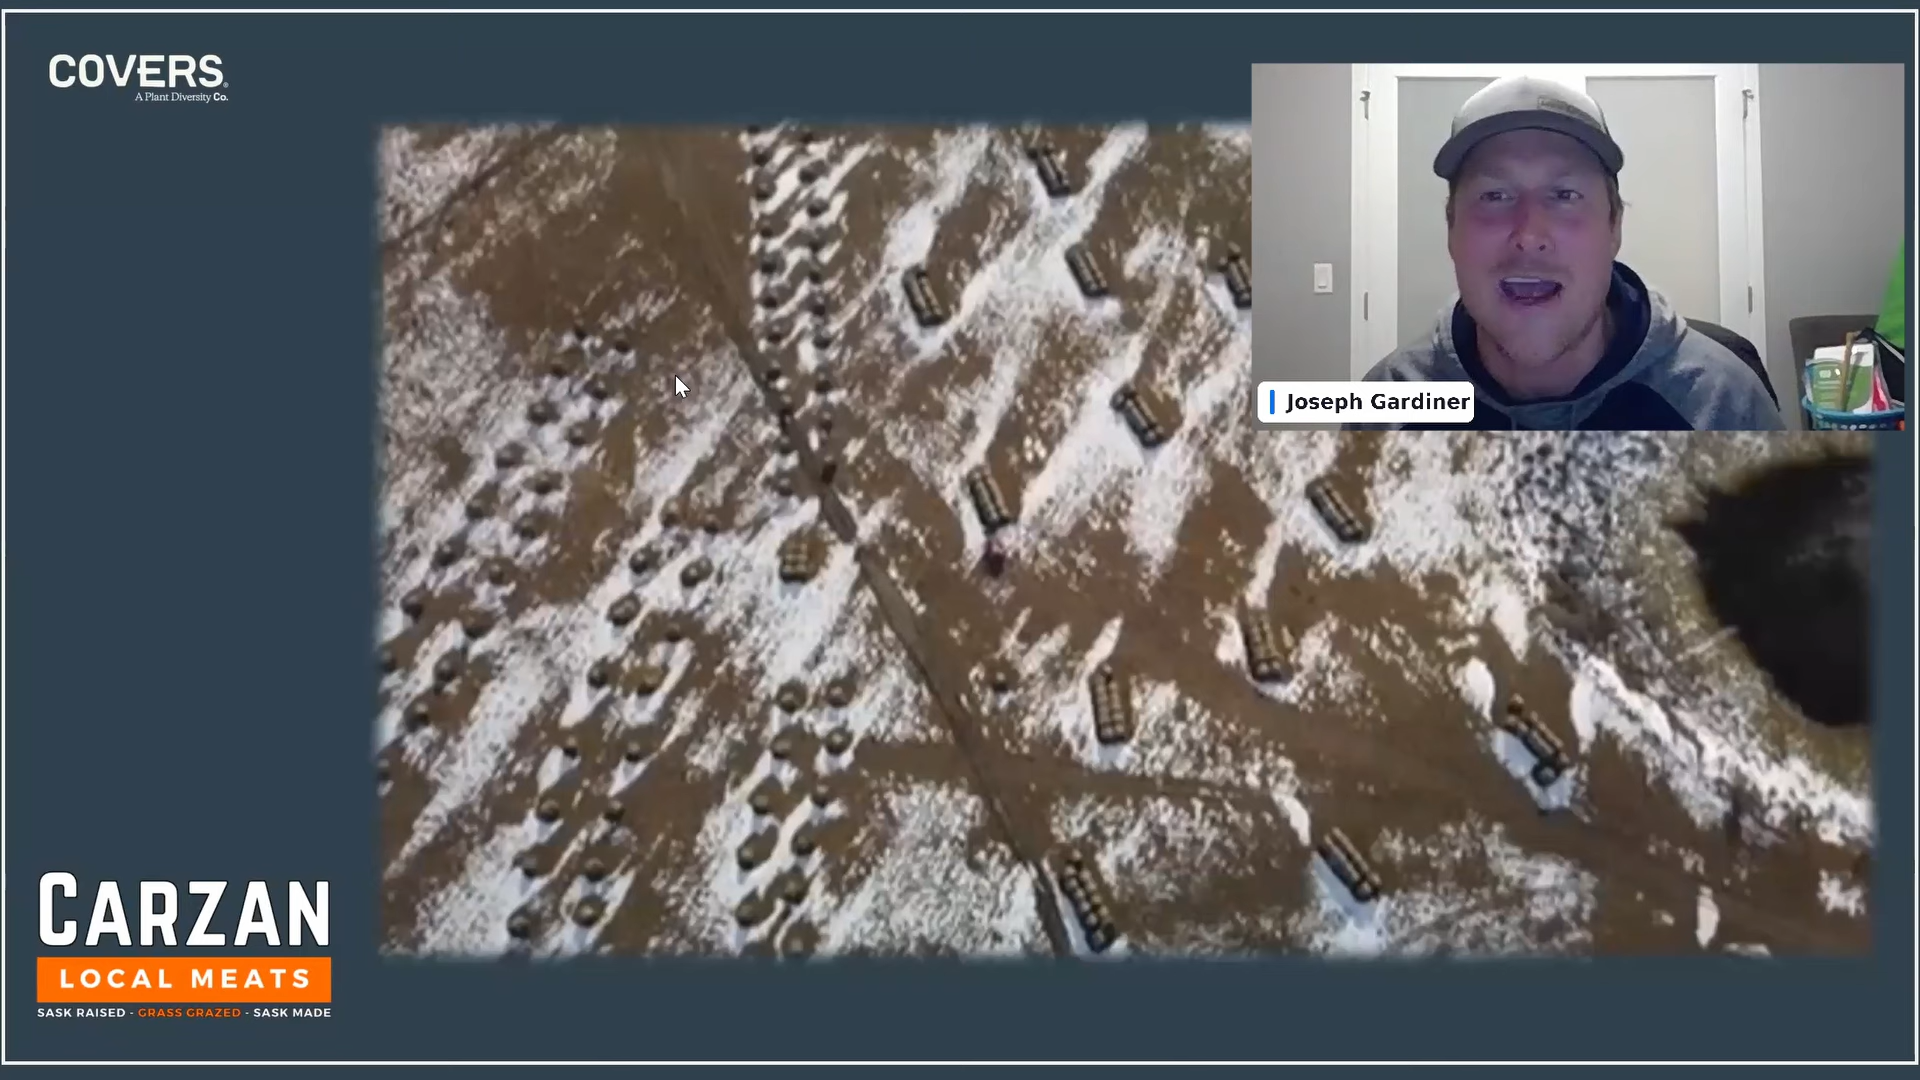 COVERS®
A Plant Diversity Co.
Joseph Gardiner
CARZAN
LOCAL MEATS
SASK RAISED - GRASS GRAZED - SASK MADE